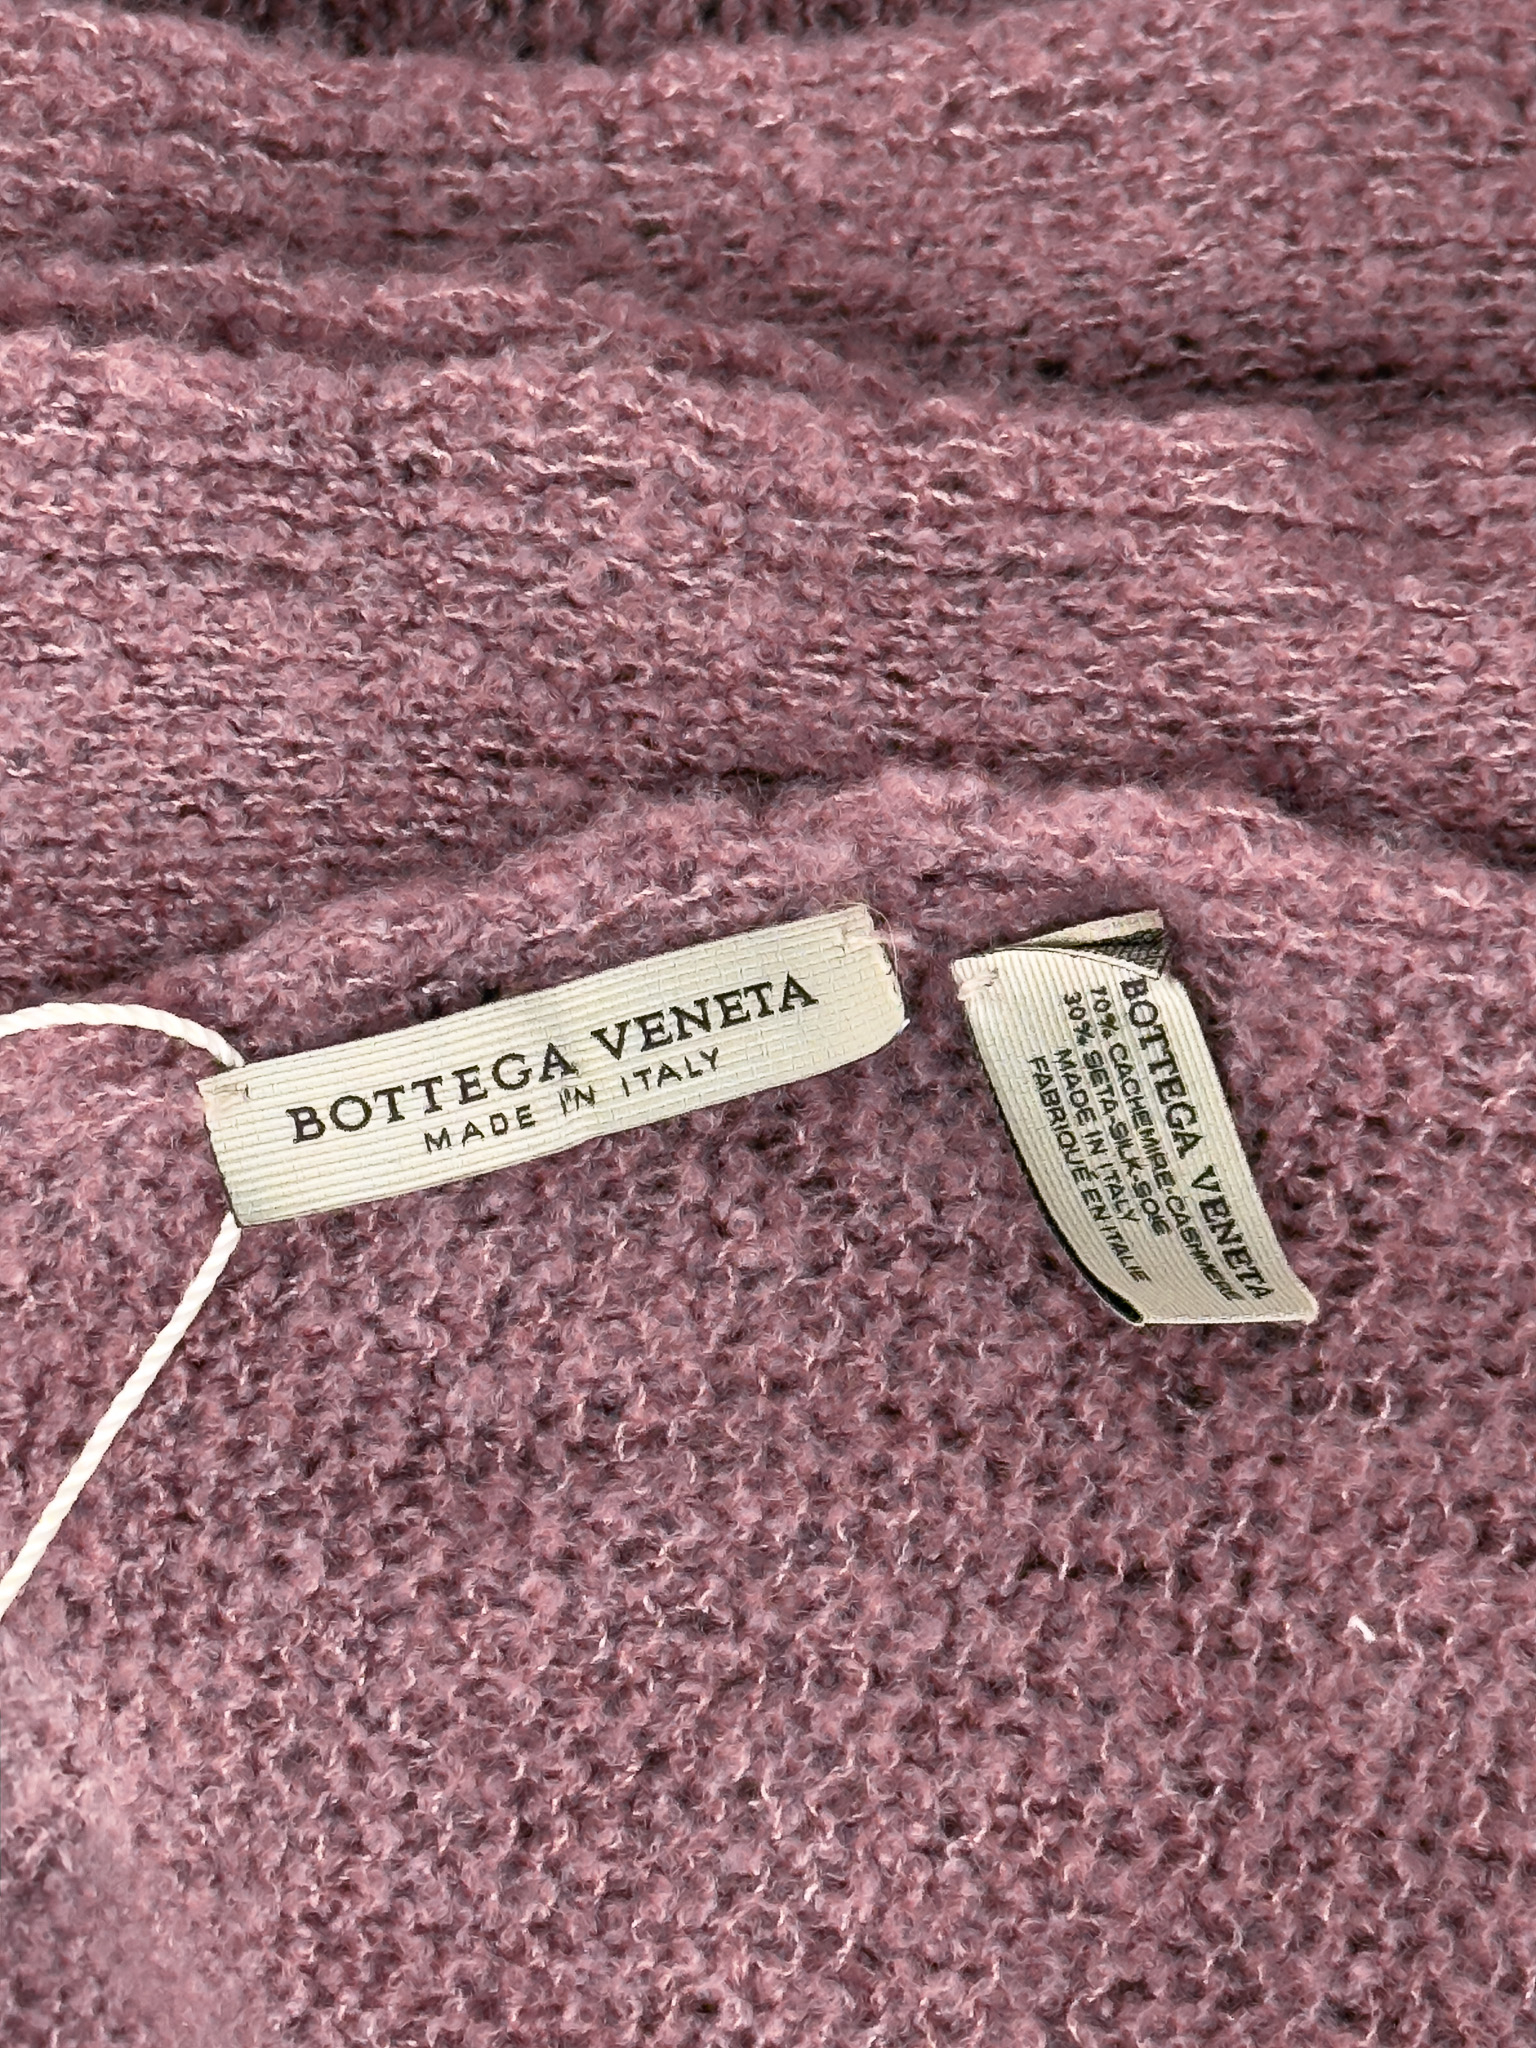 BOTTEGA VENETA
MADE IN ITALY
BOTTEGA VENETA
70% CACHEMIRE-CASHMERE
30% SETA-SILK-SOIE
MADE IN ITALY
FABRIQUÉ EN ITALIE